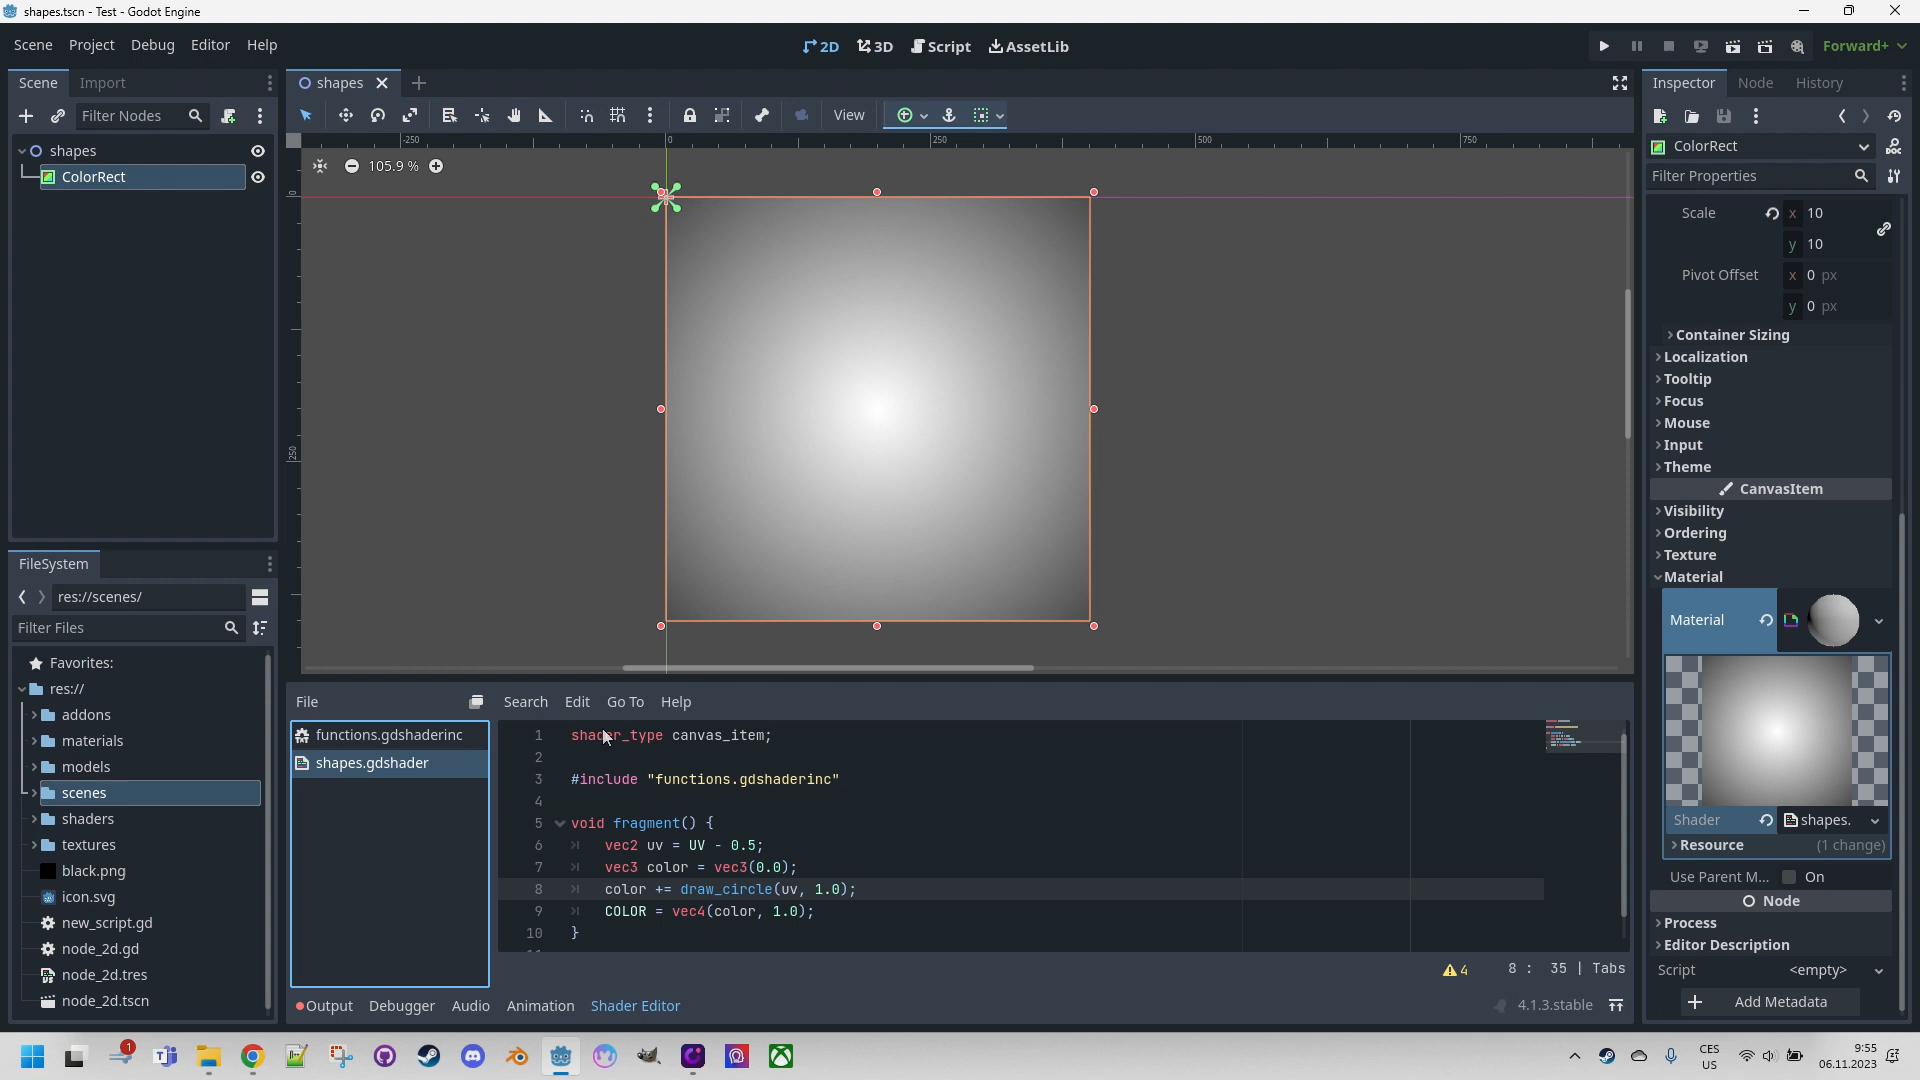 shapes.tscn - Test - Godot Engine
Scene Project Debug Editor Help
2D 3D Script AssetLib
Forward+
Scene Import
shapes
Inspector Node History
Filter Nodes
View
ColorRect
Filter Properties
shapes
ColorRect
-250 0 250 500 750
0
250
105.9 %
Scale x 10
y 10
Pivot Offset x 0 px
y 0 px
Container Sizing
Localization
Tooltip
Focus
Mouse
Input
Theme
CanvasItem
Visibility
Ordering
Texture
Material
Material
Shader shapes.
Resource (1 change)
Use Parent M... On
Node
Process
Editor Description
Script <empty>
Add Metadata
FileSystem
res://scenes/
Filter Files
Favorites:
res://
addons
materials
models
scenes
shaders
textures
black.png
icon.svg
new_script.gd
node_2d.gd
node_2d.tres
node_2d.tscn
File Search Edit Go To Help
functions.gdshaderinc
shapes.gdshader
1 shader_type canvas_item;
2
3 #include "functions.gdshaderinc"
4
5 void fragment() {
6 vec2 uv = UV - 0.5;
7 vec3 color = vec3(0.0);
8 color += draw_circle(uv, 1.0);
9 COLOR = vec4(color, 1.0);
10 }
4 8 : 35 | Tabs
Output Debugger Audio Animation Shader Editor
4.1.3.stable
1
CES
US
9:55
06.11.2023